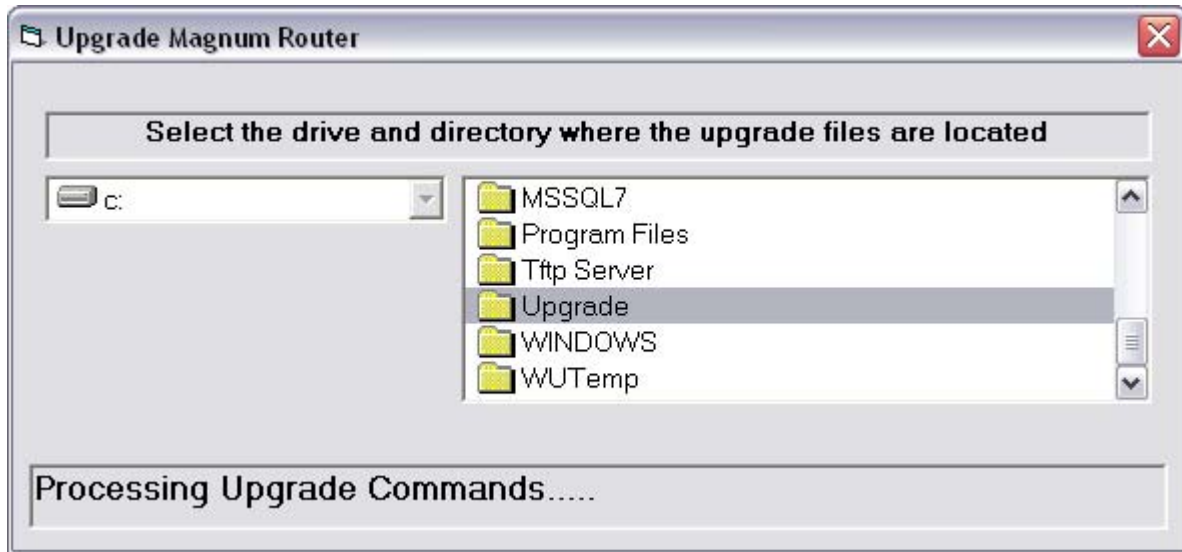 Upgrade Magnum Router
Select the drive and directory where the upgrade files are located
c:
MSSQL7
Program Files
Tftp Server
Upgrade
WINDOWS
WUTemp
Processing Upgrade Commands.....